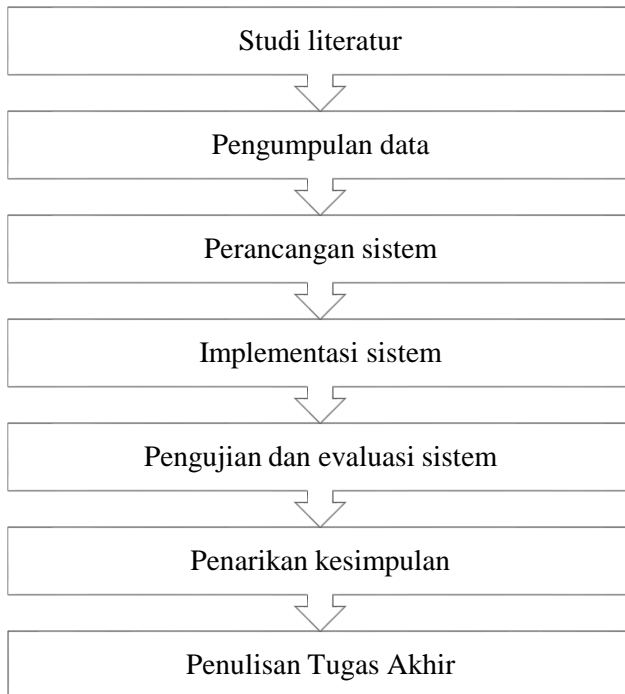 Studi literatur
Pengumpulan data
Perancangan sistem
Implementasi sistem
Pengujian dan evaluasi sistem
Penarikan kesimpulan
Penulisan Tugas Akhir